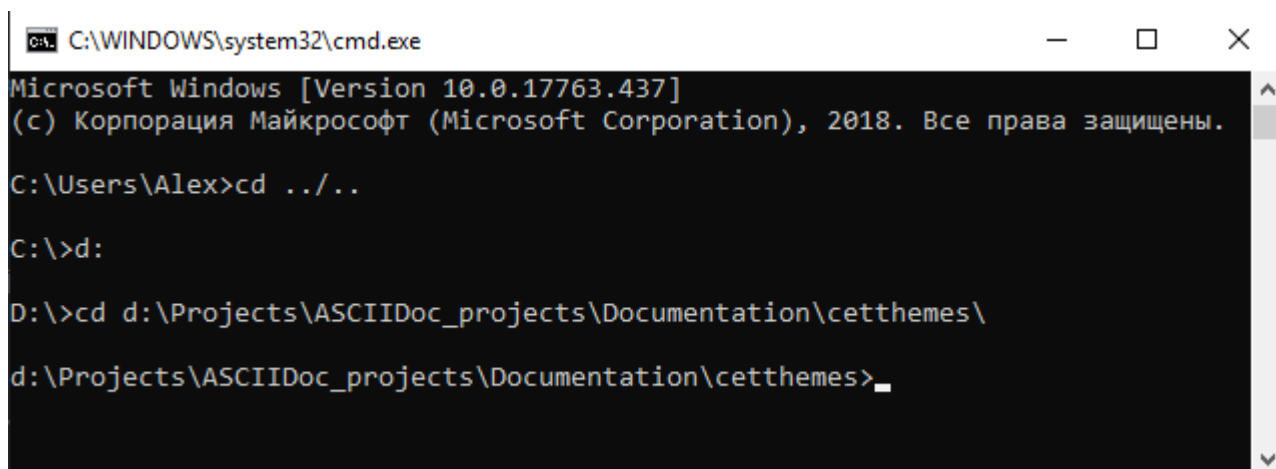 C:\WINDOWS\system32\cmd.exe
Microsoft Windows [Version 10.0.17763.437]
(c) Корпорация Майкрософт (Microsoft Corporation), 2018. Все права защищены.
C:\Users\Alex>cd ../..
C:\>d:
D:\>cd d:\Projects\ASCIIDoc_projects\Documentation\cetthemes\
d:\Projects\ASCIIDoc_projects\Documentation\cetthemes>